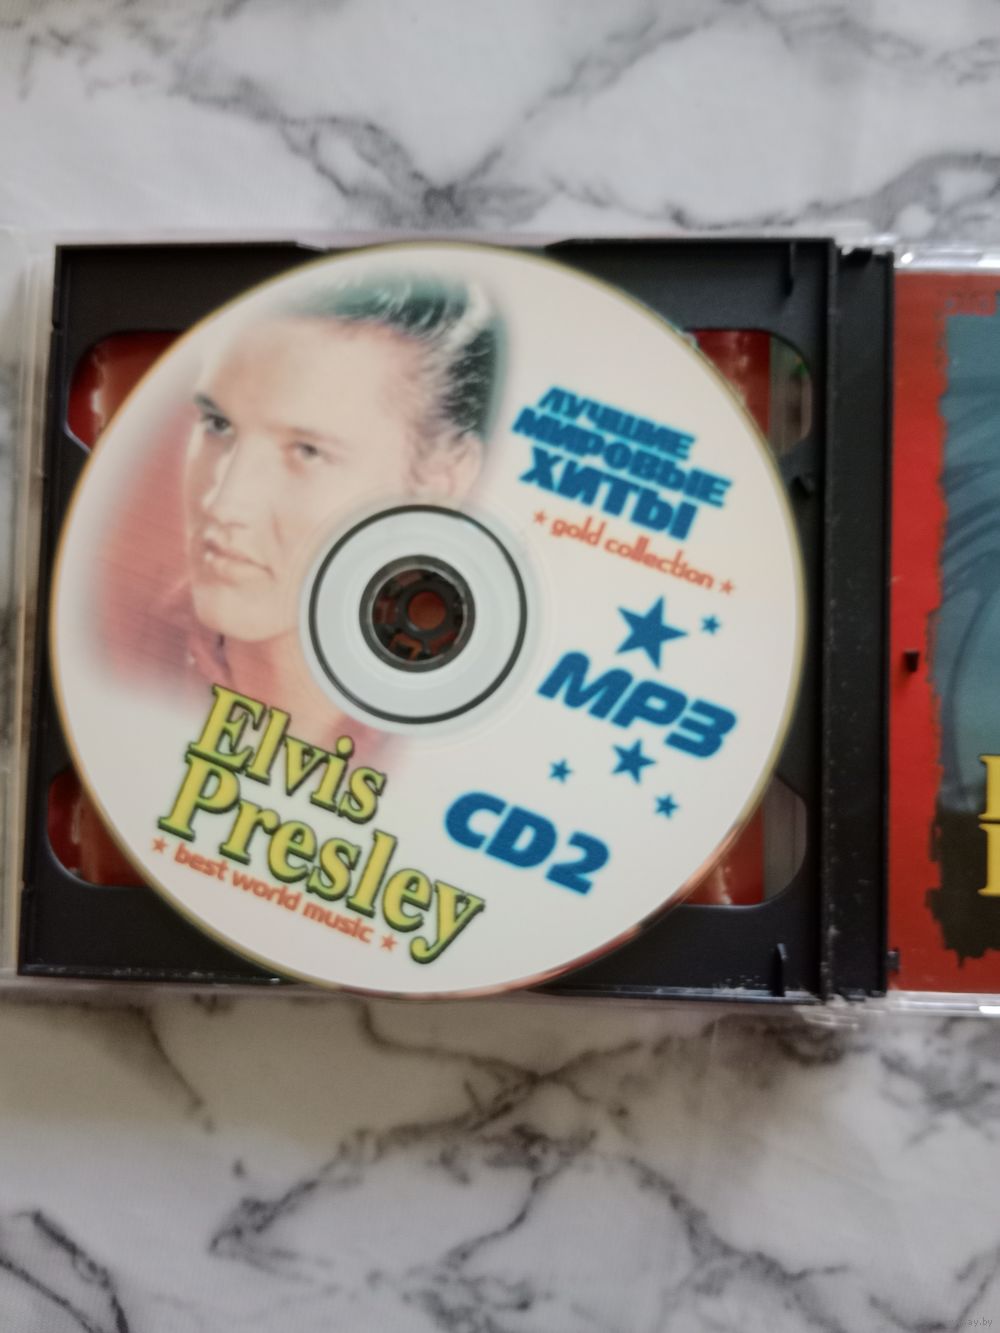 ЛУЧШИЕ
МИРОВЫЕ
ХИТЫ
★ gold collection ★
MP3
CD2
Elvis
Presley
★ best world music ★